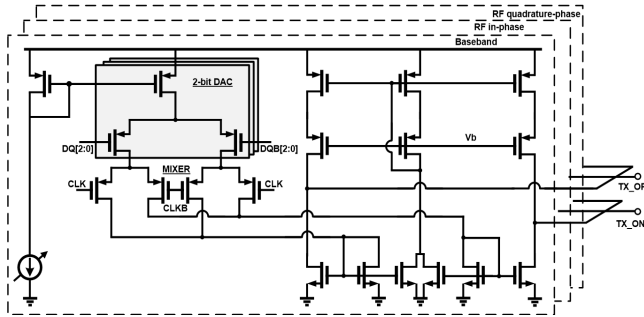 RF quadrature-phase
RF in-phase
Baseband
2-bit DAC
DQ[2:0]
DQB[2:0]
Vb
MIXER
CLK
CLK
CLKB
TX_OP
TX_ON